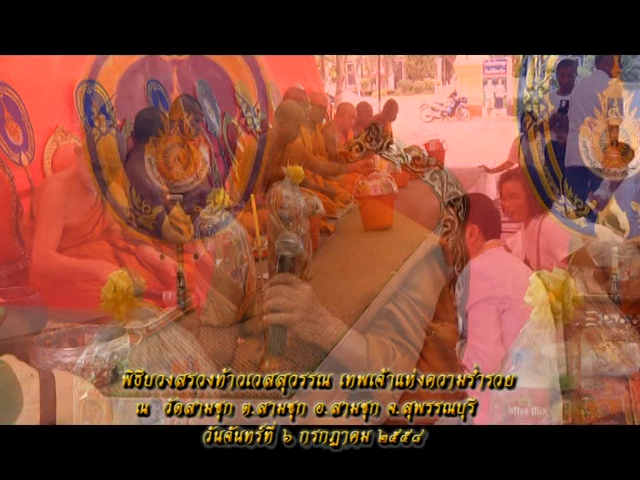 พิธีบวงสรวงท้าวเวสสุวรรณ เทพเจ้าแห่งความร่ำรวย
ณ วัดสามชุก ต.สามชุก อ.สามชุก จ.สุพรรณบุรี
วันจันทร์ที่ ๖ กรกฎาคม ๒๕๕๘